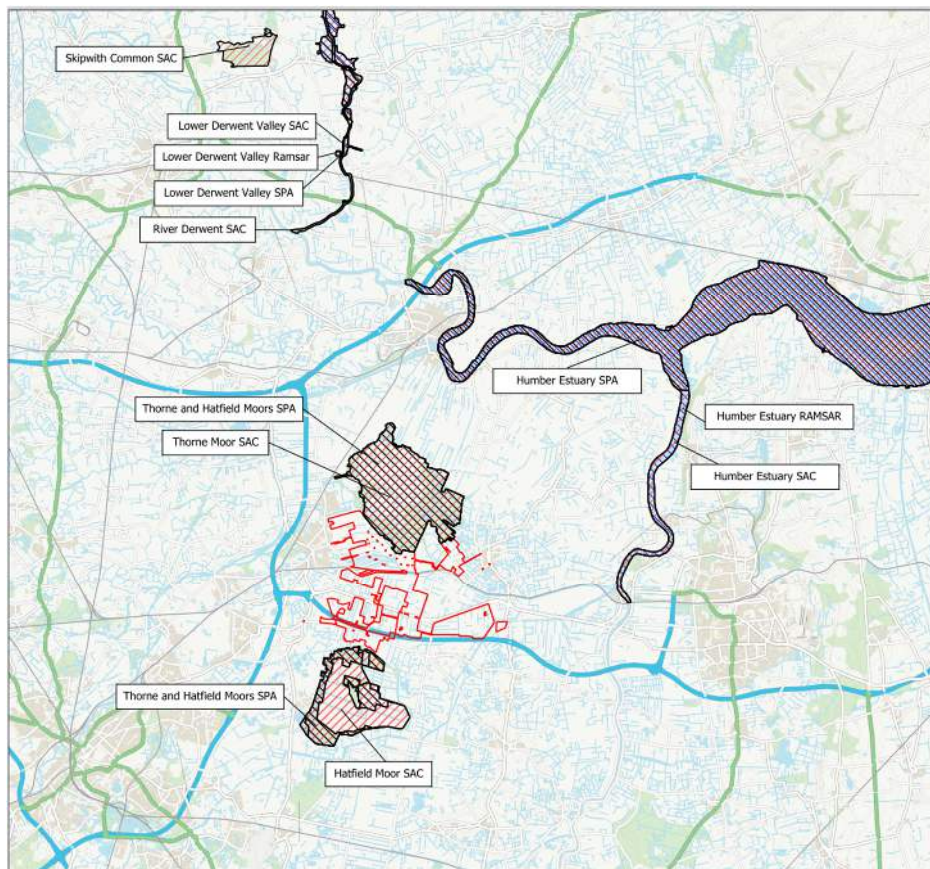 Skipwith Common SAC
Lower Derwent Valley SAC
Lower Derwent Valley Ramsar
Lower Derwent Valley SPA
River Derwent SAC
Humber Estuary SPA
Thorne and Hatfield Moors SPA
Humber Estuary RAMSAR
Thorne Moor SAC
Humber Estuary SAC
Thorne and Hatfield Moors SPA
Hatfield Moor SAC